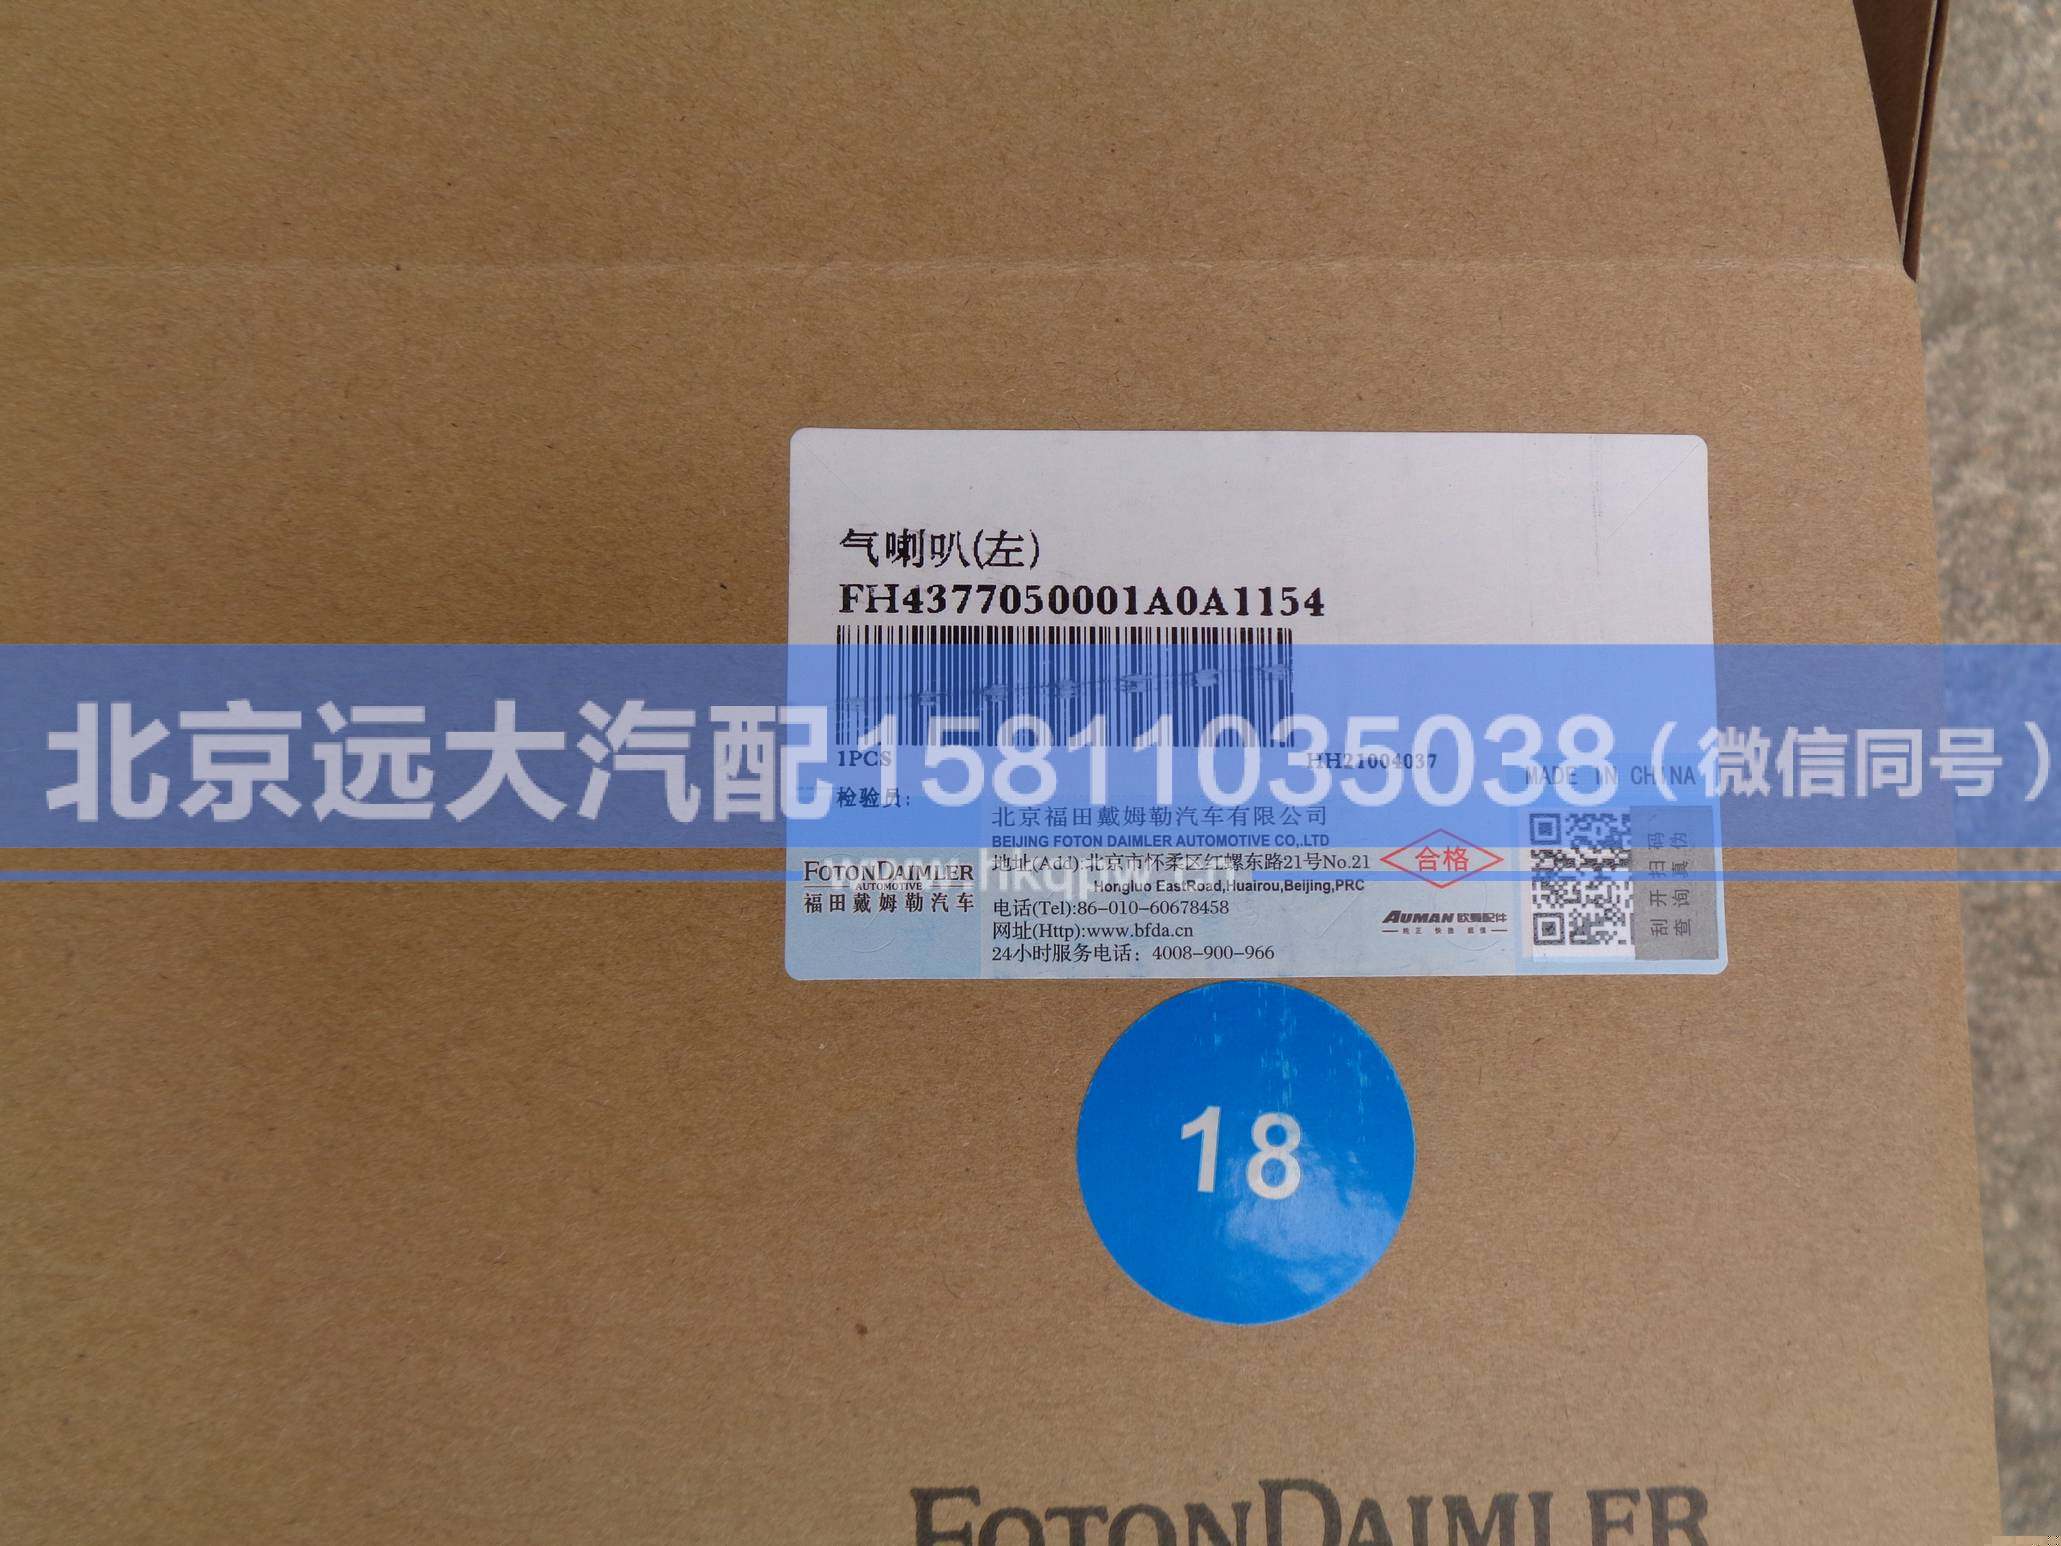 气喇叭(左)
FH4377050001A0A1154
北京远大汽配15811035038(微信同号)
1PCS
HH21004037
MADE IN CHINA
检验员:
北京福田戴姆勒汽车有限公司
BEIJING FOTON DAIMLER AUTOMOTIVE CO,.LTD
地址(Add):北京市怀柔区红螺东路21号No.21
Hongluo EastRoad,Huairou,Beijing,PRC
电话(Tel):86-010-60678458
网址(Http):www.bfda.cn
24小时服务电话:4008-900-966
www.hkqpw.cn
FOTONDAIMLER
AUTOMOTIVE
福田戴姆勒汽车
合格
AUMAN 欧曼配件
刮开扫码
查询真伪
18
FOTONDAIMLER